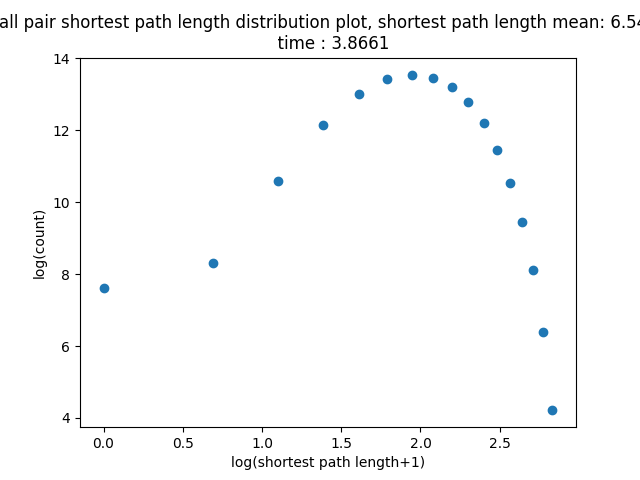 all pair shortest path length distribution plot, shortest path length mean: 6.54
time : 3.8661
14
12
10
8
6
4
log(count)
0.0 0.5 1.0 1.5 2.0 2.5
log(shortest path length+1)